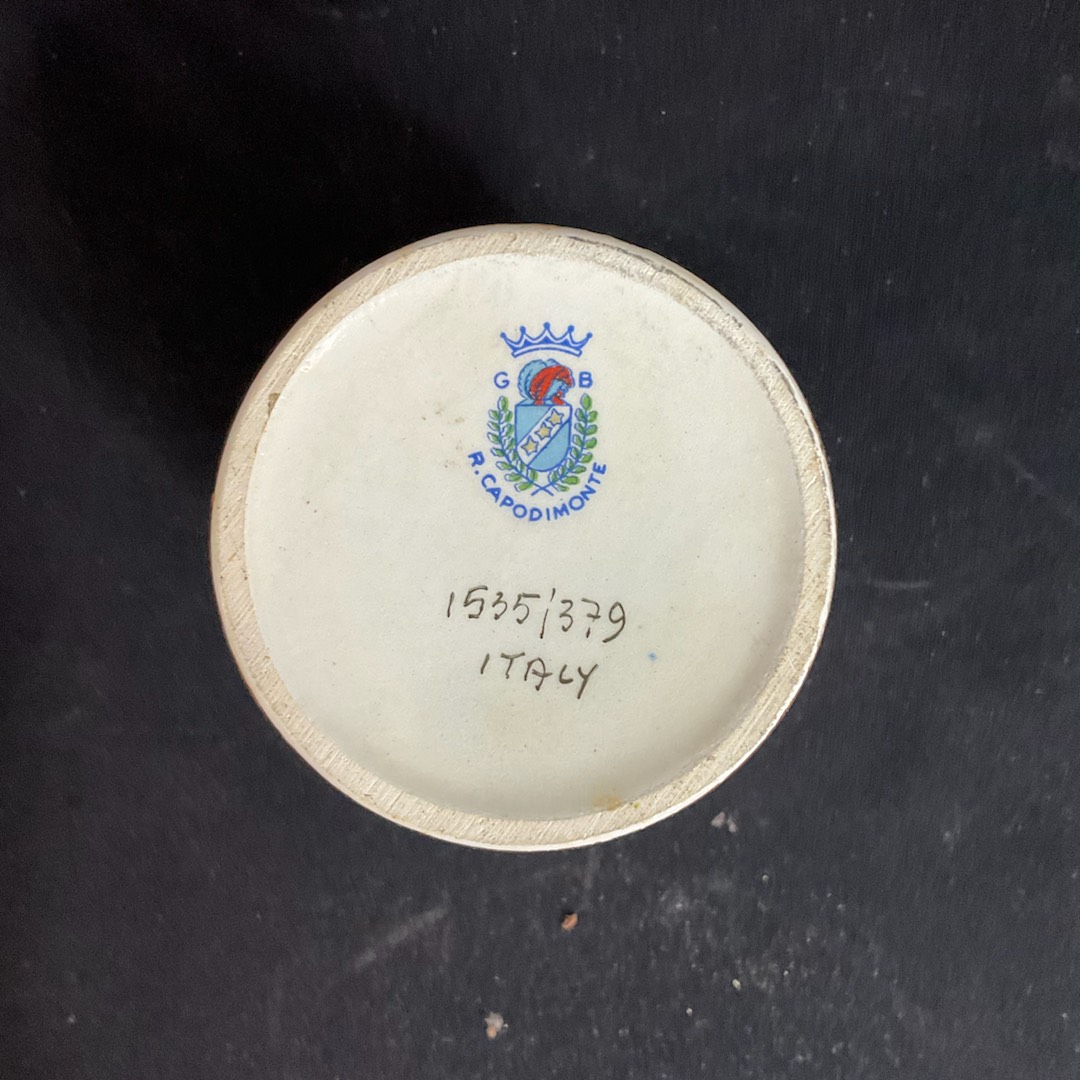 G B
R. CAPODIMONTE
1535/379
ITALY